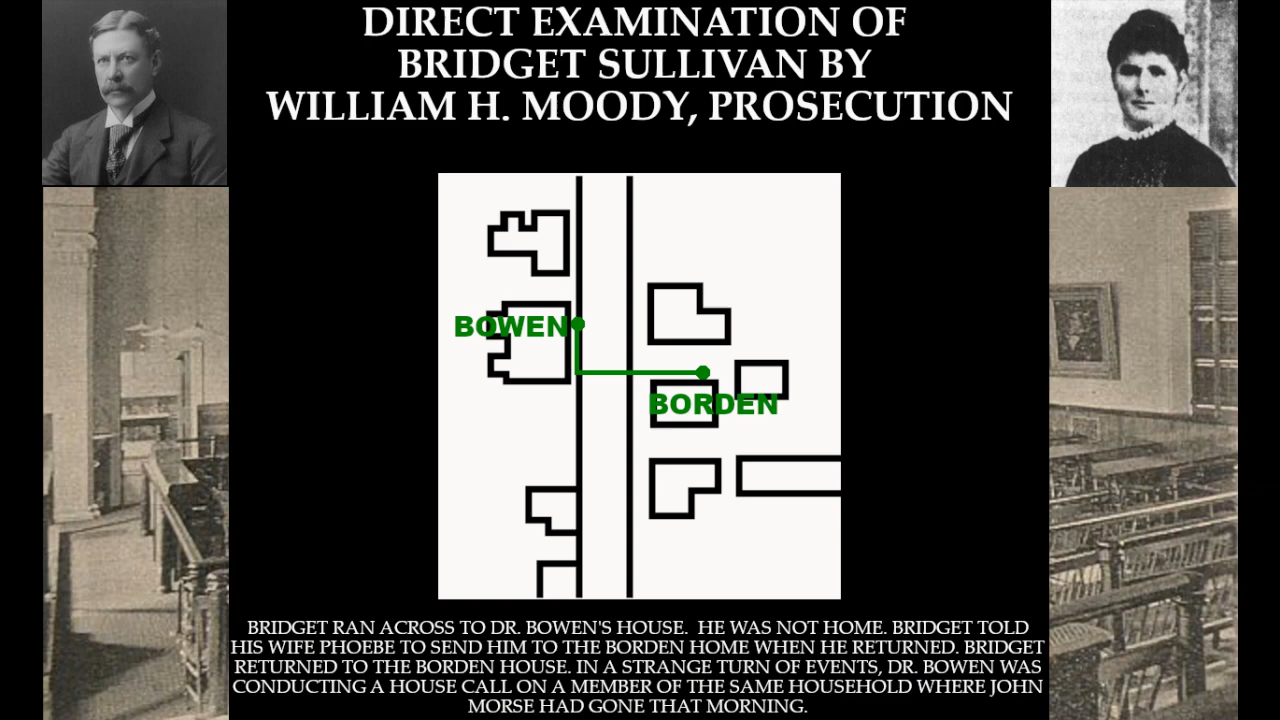 DIRECT EXAMINATION OF
BRIDGET SULLIVAN BY
WILLIAM H. MOODY, PROSECUTION
BOWEN
BORDEN
BRIDGET RAN ACROSS TO DR. BOWEN'S HOUSE.  HE WAS NOT HOME. BRIDGET TOLD
HIS WIFE PHOEBE TO SEND HIM TO THE BORDEN HOME WHEN HE RETURNED. BRIDGET
RETURNED TO THE BORDEN HOUSE. IN A STRANGE TURN OF EVENTS, DR. BOWEN WAS
CONDUCTING A HOUSE CALL ON A MEMBER OF THE SAME HOUSEHOLD WHERE JOHN
MORSE HAD GONE THAT MORNING.